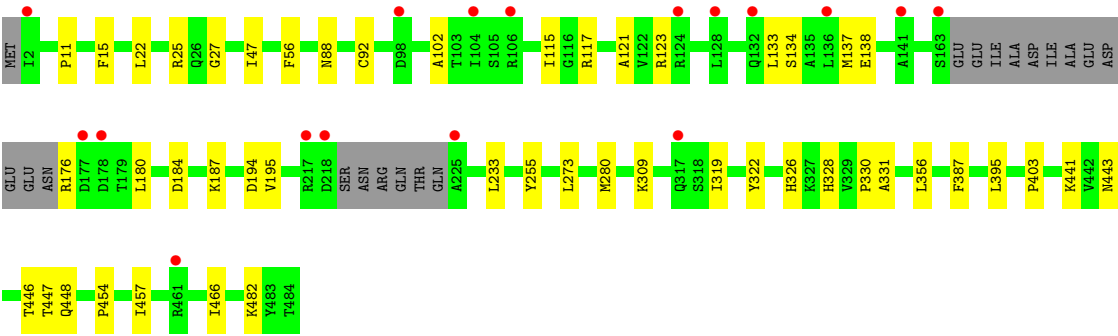 MET I2 P11 F15 L22 R25 Q26 G27 I47 F56 N88 C92 D98 A102 T103 I104 S105 R106 I115 G116 R117 A121 V122 R123 R124 L128 Q132 L133 S134 A135 L136 M137 E138 A141 S163 GLU GLU ILE ALA ASP ILE ALA GLU ASP
GLU GLU ASN R176 D177 D178 T179 L180 D184 K187 D194 V195 R217 D218 SER ASN ARG GLN THR GLN A225 L233 Y255 L273 M280 K309 Q317 S318 I319 Y322 H326 K327 H328 V329 P330 A331 L356 F387 L395 P403 K441 V442 N443
T446 T447 Q448 P454 I457 R461 I466 K482 Y483 T484